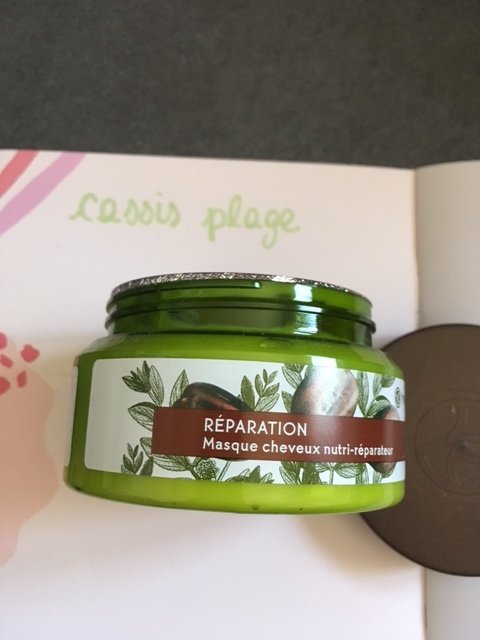 cassis plage
RÉPARATION
Masque cheveux nutri-réparateur